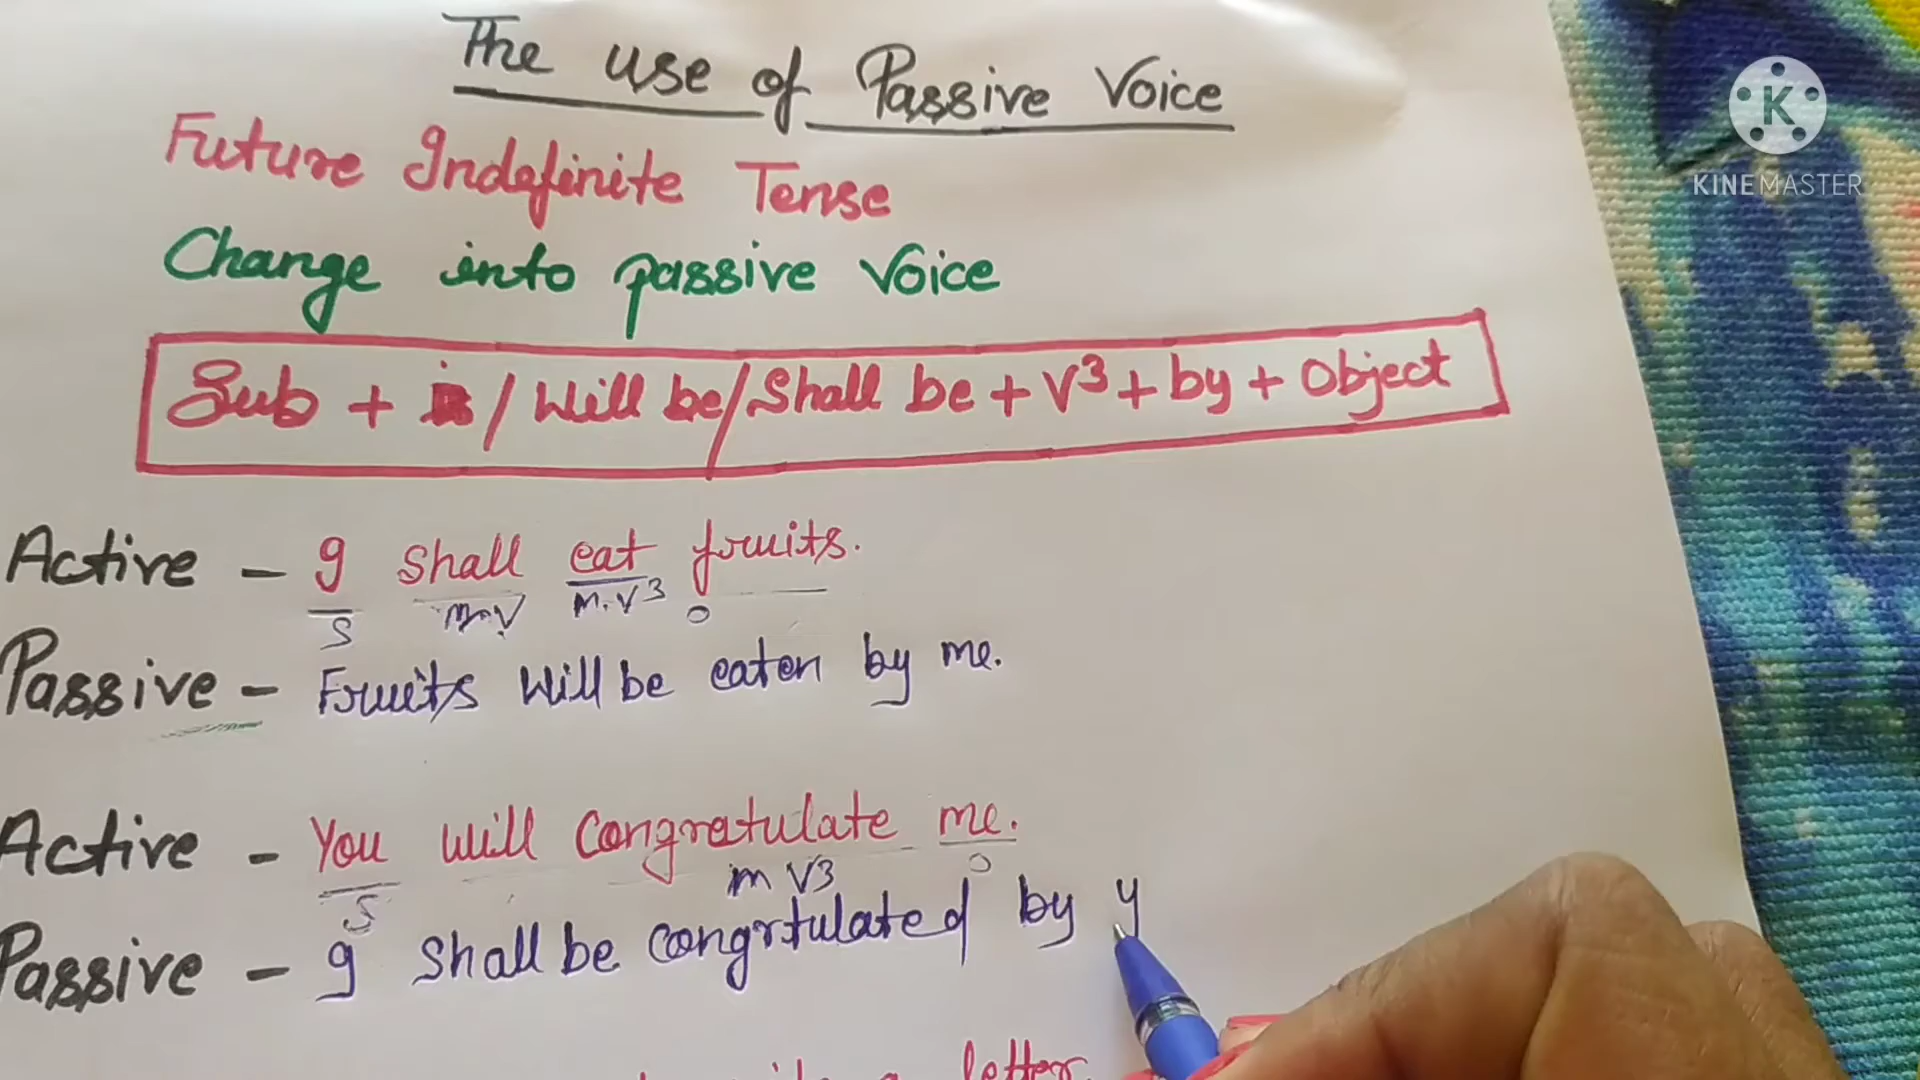 The use of Passive Voice
Future Indefinite Tense
Change into passive Voice
Sub + / Will be/Shall be + V3 + by + Object
Active - I shall eat fruits.
S M.V M.V3 O
Passive - Fruits will be eaten by me.
Active - You will congratulate me.
S m V3 O
Passive - I shall be congrtulated by y
a letter.
KINEMASTER